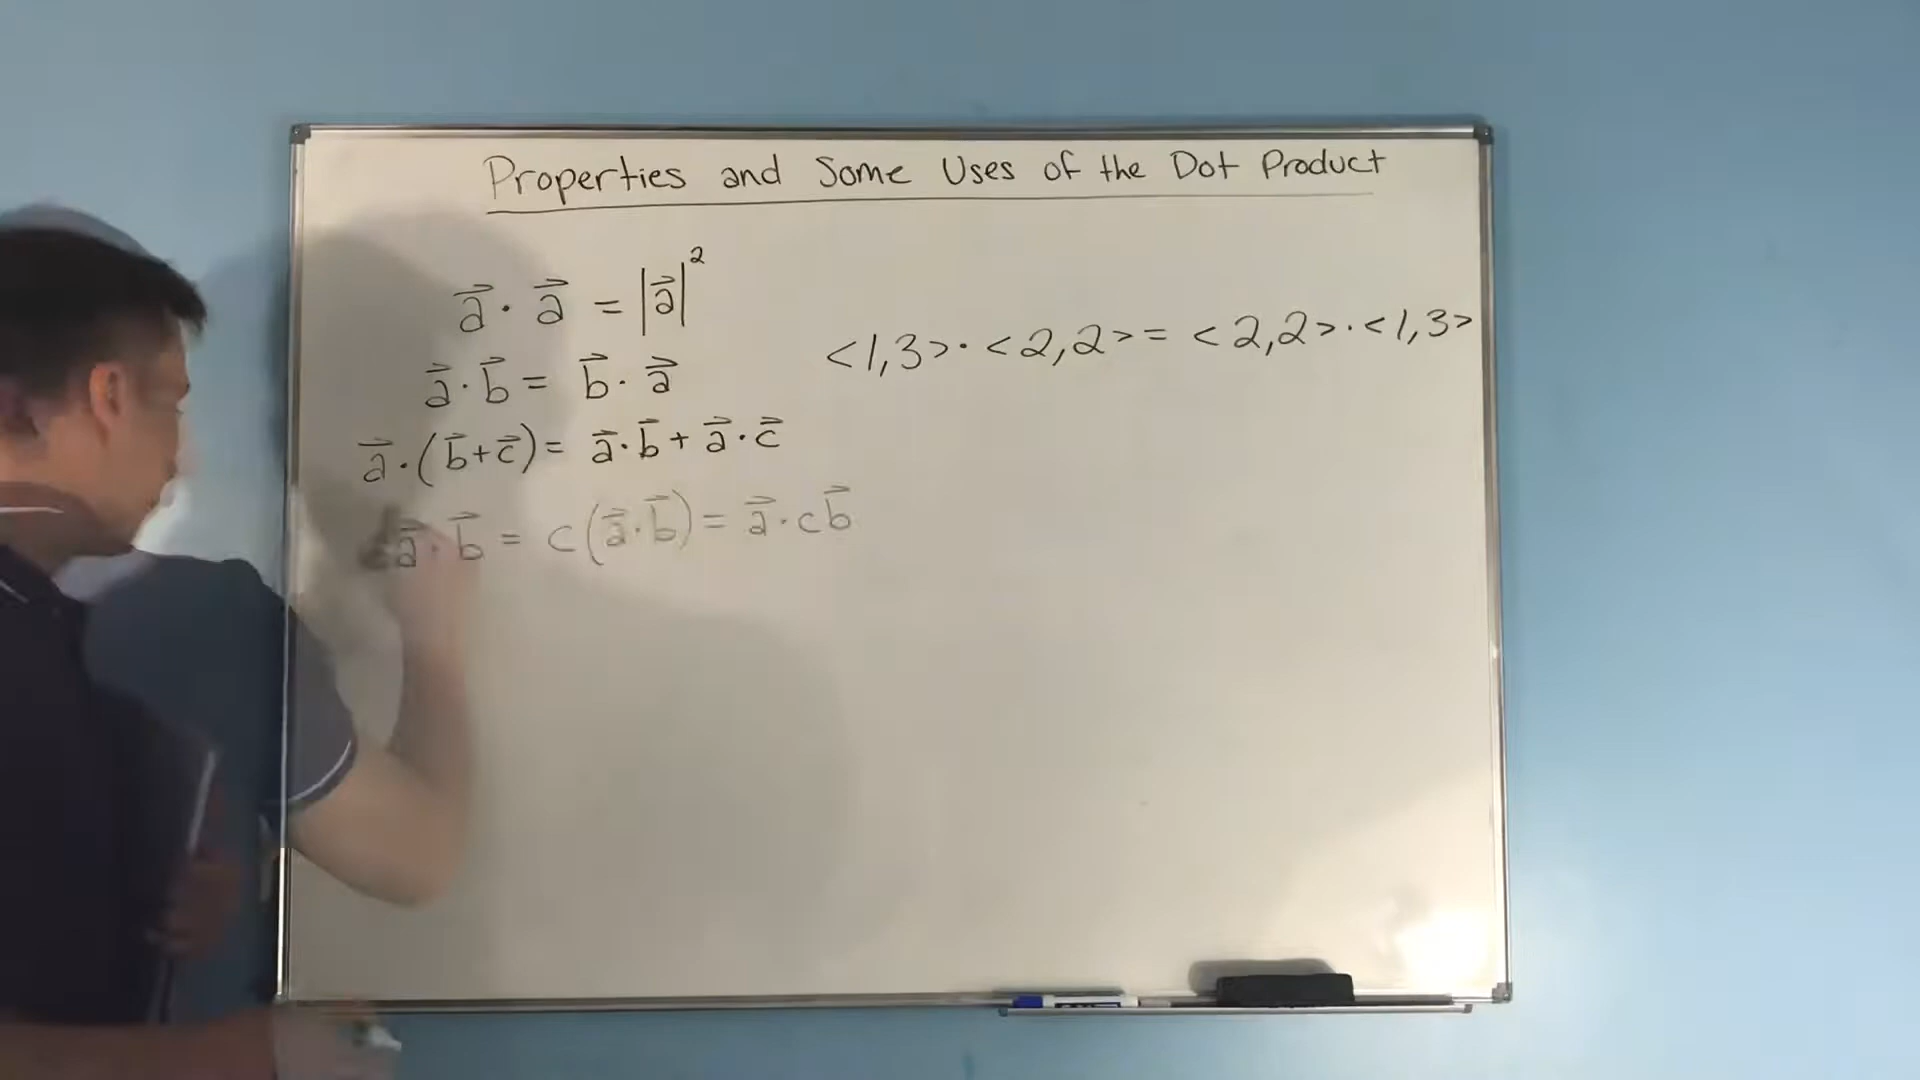 Properties and Some Uses of the Dot Product
a⃗ · a⃗ = |a⃗|²
a⃗ · b⃗ = b⃗ · a⃗
<1,3> · <2,2> = <2,2> · <1,3>
a⃗ · (b⃗ + c⃗) = a⃗ · b⃗ + a⃗ · c⃗
a⃗ · b⃗ = c(a⃗ · b⃗) = a⃗ · cb⃗